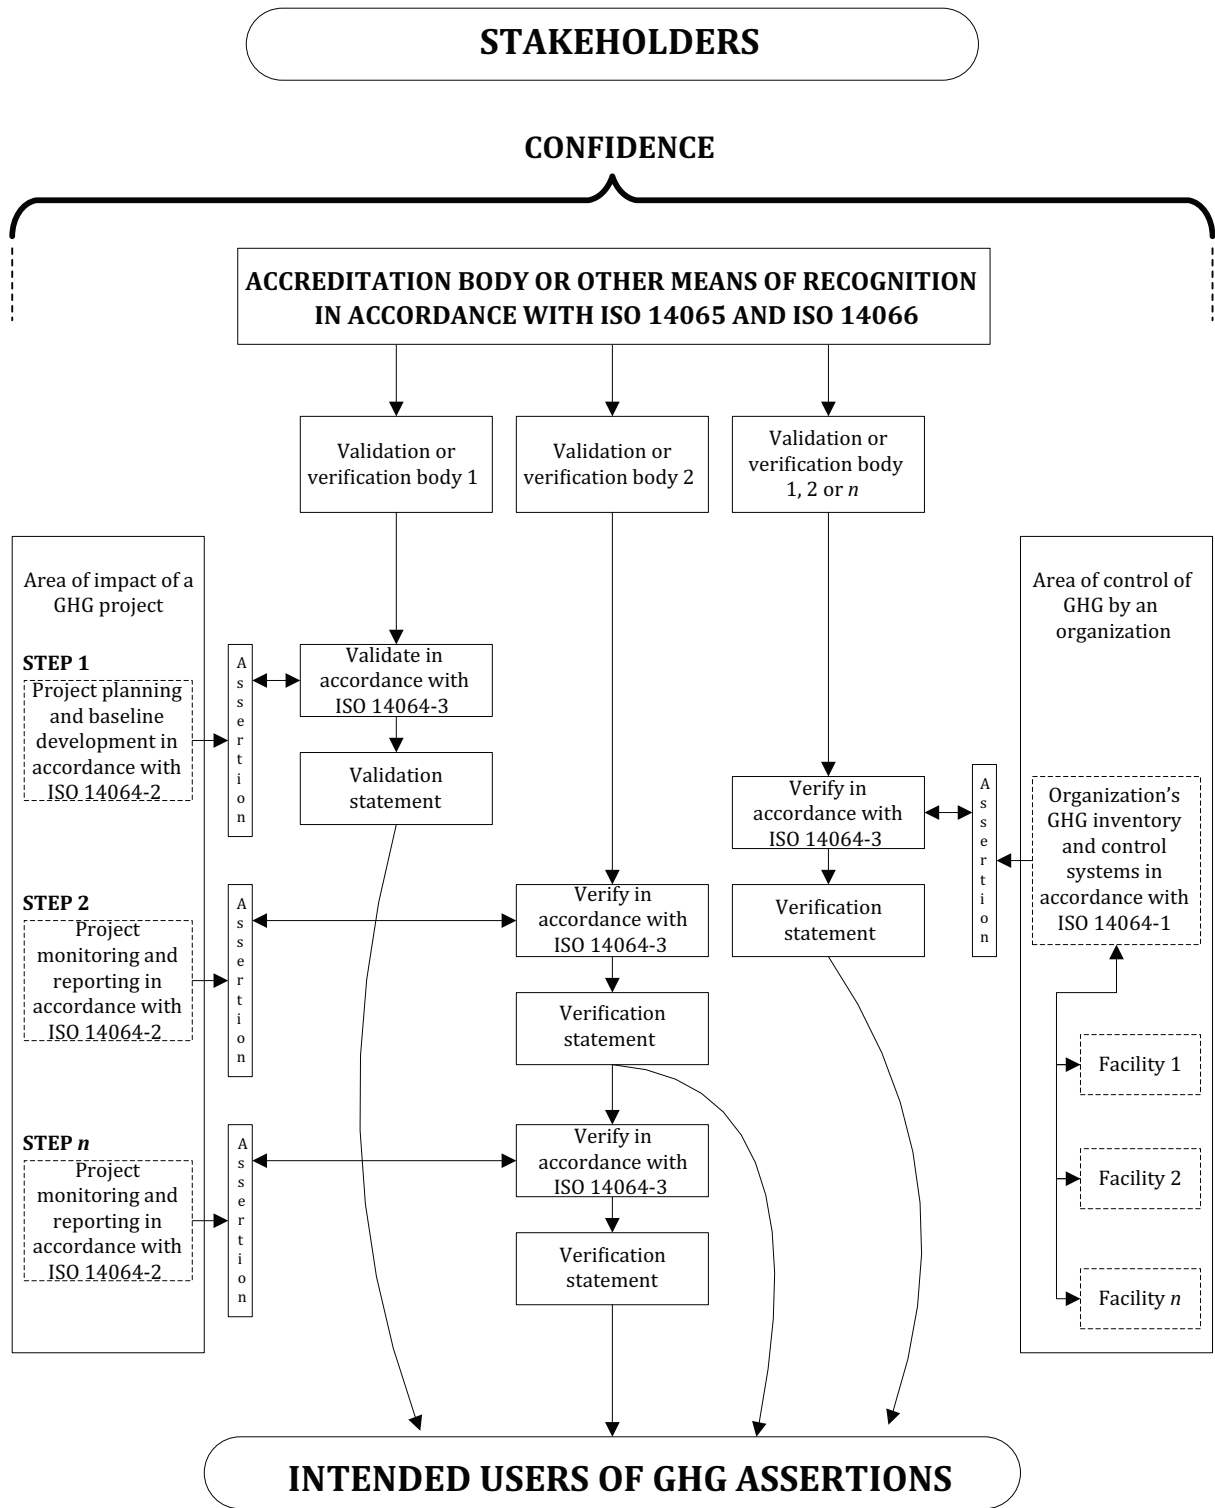 STAKEHOLDERS
CONFIDENCE
ACCREDITATION BODY OR OTHER MEANS OF RECOGNITION
IN ACCORDANCE WITH ISO 14065 AND ISO 14066
Validation or
verification body 1
Validation or
verification body 2
Validation or
verification body
1, 2 or n
Area of impact of a
GHG project
STEP 1
Project planning
and baseline
development in
accordance with
ISO 14064-2
Assertion
Validate in
accordance with
ISO 14064-3
Validation
statement
STEP 2
Project
monitoring and
reporting in
accordance with
ISO 14064-2
Assertion
Verify in
accordance with
ISO 14064-3
Verification
statement
STEP n
Project
monitoring and
reporting in
accordance with
ISO 14064-2
Assertion
Verify in
accordance with
ISO 14064-3
Verification
statement
Verify in
accordance with
ISO 14064-3
Verification
statement
Assertion
Area of control of
GHG by an
organization
Organization’s
GHG inventory
and control
systems in
accordance with
ISO 14064-1
Facility 1
Facility 2
Facility n
INTENDED USERS OF GHG ASSERTIONS